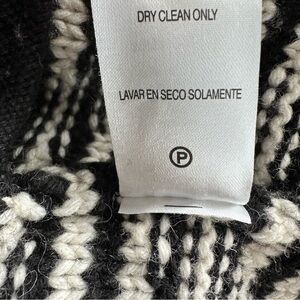 DRY CLEAN ONLY
LAVAR EN SECO SOLAMENTE
P